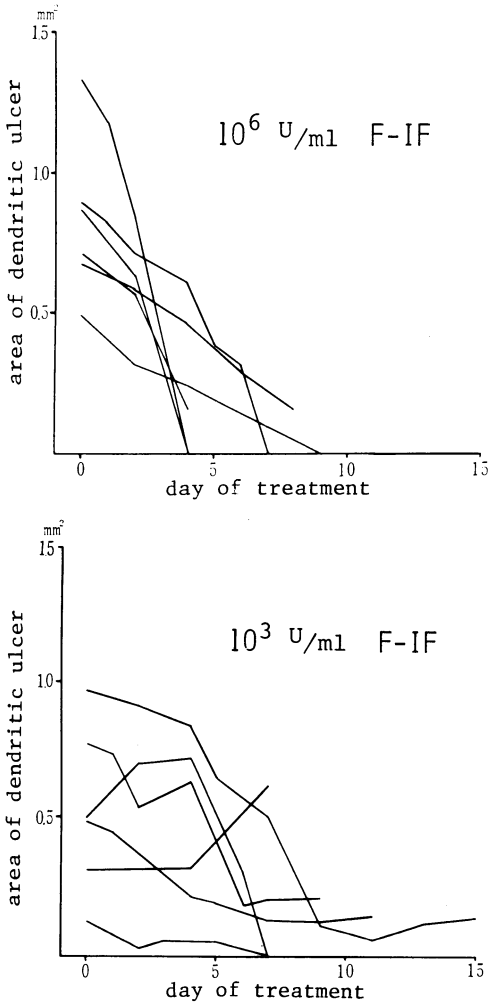 mm²
1.5
10⁶ U/ml F-IF
1.0
0.5
area of dendritic ulcer
0 5 10 15
day of treatment
mm²
15
10³ U/ml F-IF
1.0
0.5
area of dendritic ulcer
0 5 10 15
day of treatment